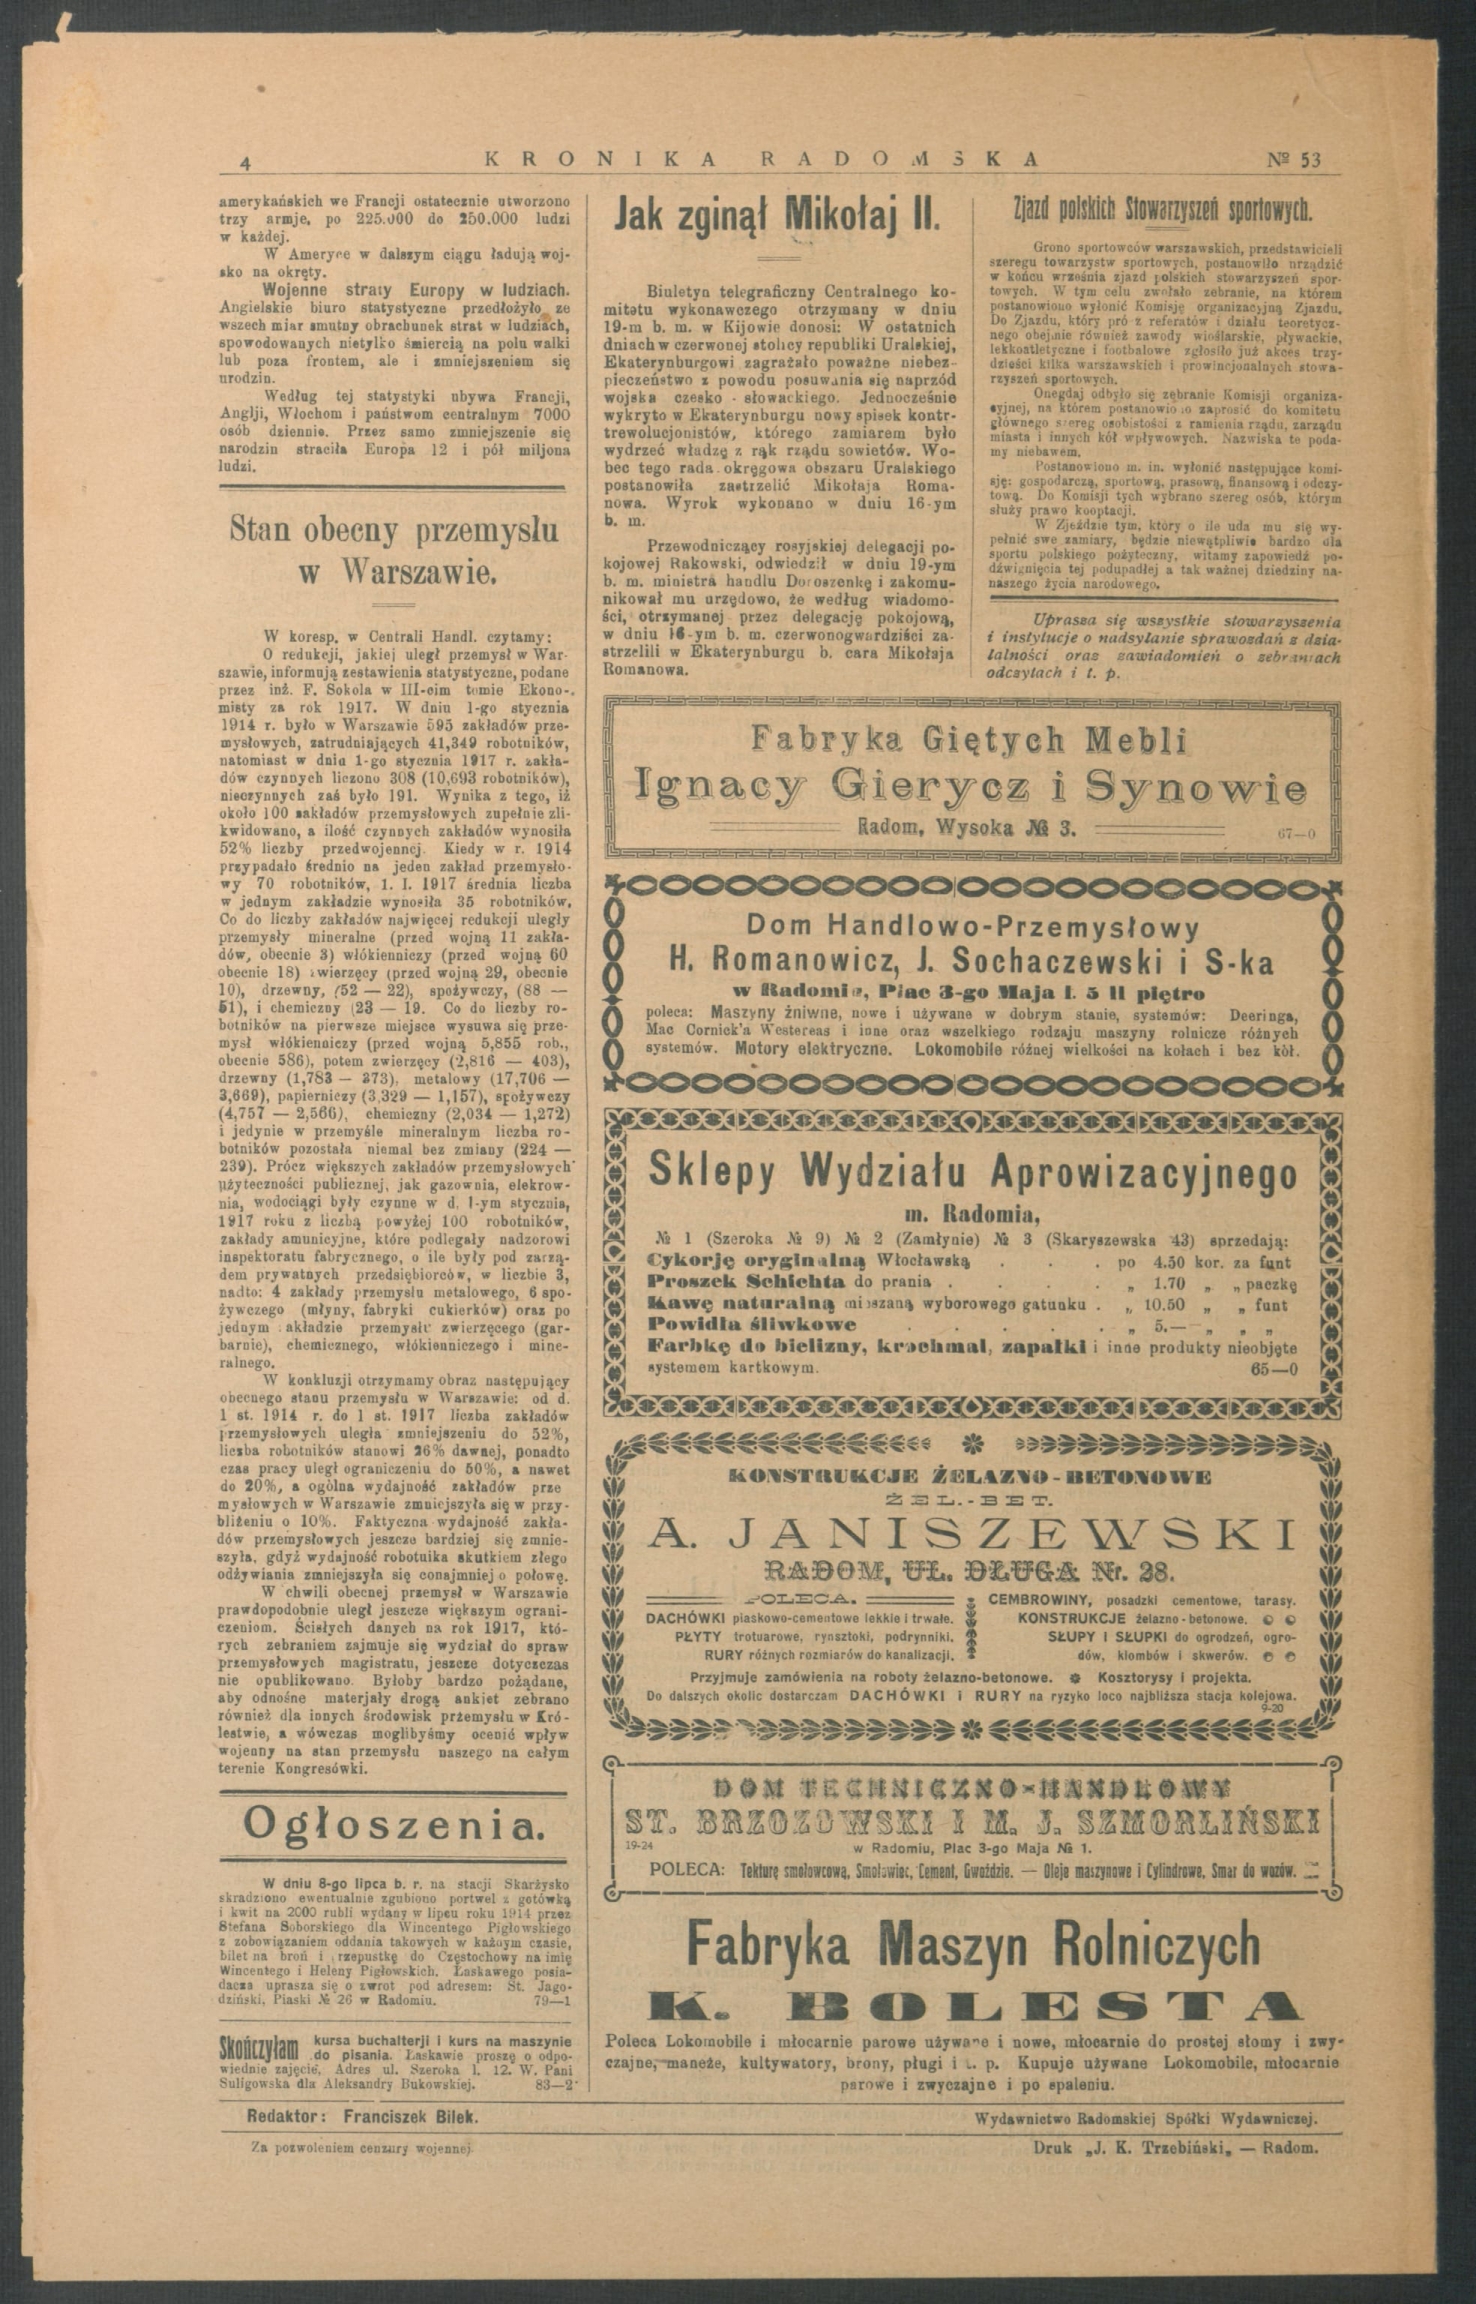 4
KRONIKA RADOMSKA
№ 53
amerykańskich we Francji ostatecznie utworzono
trzy armje, po 225.000 do 250.000 ludzi
w każdej.
W Ameryce w dalszym ciągu ładują woj-
sko na okręty.
Wojenne straty Europy w ludziach.
Angielskie biuro statystyczne przedłożyło ze
wszech miar smutny obrachunek strat w ludziach,
spowodowanych nietylko śmiercią na polu walki
lub poza frontem, ale i zmniejszeniem się
urodzin.
Według tej statystyki ubywa Francji,
Anglji, Włochom i państwom centralnym 7000
osób dziennie. Przez samo zmniejszenie się
narodzin straciła Europa 12 i pół miljona
ludzi.
Stan obecny przemysłu
w Warszawie.
W koresp. w Centrali Handl. czytamy:
O redukcji, jakiej uległ przemysł w War-
szawie, informują zestawienia statystyczne, podane
przez inż. F. Sokola w III-cim tomie Ekono-
misty za rok 1917. W dniu 1-go stycznia
1914 r. było w Warszawie 595 zakładów prze-
mysłowych, zatrudniających 41,349 robotników,
natomiast w dniu 1-go stycznia 1917 r. zakła-
dów czynnych liczono 308 (10,693 robotników),
nieczynnych zaś było 191. Wynika z tego, iż
około 100 zakładów przemysłowych zupełnie zli-
kwidowano, a ilość czynnych zakładów wynosiła
52% liczby przedwojennej. Kiedy w r. 1914
przypadało średnio na jeden zakład przemysło-
wy 70 robotników, 1. I. 1917 średnia liczba
w jednym zakładzie wynosiła 35 robotników.
Co do liczby zakładów najwięcej redukcji uległy
przemysły mineralne (przed wojną 11 zakła-
dów, obecnie 3) włókienniczy (przed wojną 60
obecnie 18) zwierzęcy (przed wojną 29, obecnie
10), drzewny, (52 — 22), spożywczy, (88 —
51), i chemiczny (23 — 19. Co do liczby ro-
botników na pierwsze miejsce wysuwa się prze-
mysł włókienniczy (przed wojną 5,855 rob.,
obecnie 586), potem zwierzęcy (2,816 — 403),
drzewny (1,783 — 373), metalowy (17,706 —
3,669), papierniczy (3,329 — 1,157), spożywczy
(4,757 — 2,566), chemiczny (2,034 — 1,272)
i jedynie w przemyśle mineralnym liczba ro-
botników pozostała niemal bez zmiany (224 —
239). Prócz większych zakładów przemysłowych
użyteczności publicznej, jak gazownia, elekrow-
nia, wodociągi były czynne w d. 1-ym stycznia,
1917 roku z liczbą powyżej 100 robotników,
zakłady amunicyjne, które podlegały nadzorowi
inspektoratu fabrycznego, o ile były pod zarzą-
dem prywatnych przedsiębiorców, w liczbie 3,
nadto: 4 zakłady przemysłu metalowego, 6 spo-
żywczego (młyny, fabryki cukierków) oraz po
jednym zakładzie przemysłu zwierzęcego (gar-
barnie), chemicznego, włókienniczego i mine-
ralnego.
W konkluzji otrzymamy obraz następujący
obecnego stanu przemysłu w Warszawie: od d.
1 st. 1914 r. do 1 st. 1917 liczba zakładów
przemysłowych uległa zmniejszeniu do 52%,
liczba robotników stanowi 26% dawnej, ponadto
czas pracy uległ ograniczeniu do 50%, a nawet
do 20%, a ogólna wydajność zakładów prze
mysłowych w Warszawie zmniejszyła się w przy-
bliżeniu o 10%. Faktyczna wydajność zakła-
dów przemysłowych jeszcze bardziej się zmnie-
szyła, gdyż wydajność robotnika skutkiem złego
odżywiania zmniejszyła się conajmniej o połowę.
W chwili obecnej przemysł w Warszawie
prawdopodobnie uległ jeszcze większym ograni-
czeniom. Ścisłych danych na rok 1917, któ-
rych zebraniem zajmuje się wydział do spraw
przemysłowych magistratu, jeszcze dotyczczas
nie opublikowano. Byłoby bardzo pożądane,
aby odnośne materjały drogą ankiet zebrano
również dla innych środowisk przemysłu w Kró-
lestwie, a wówczas moglibyśmy ocenić wpływ
wojenny na stan przemysłu naszego na całym
terenie Kongresówki.
Ogłoszenia.
W dniu 8-go lipca b. r. na stacji Skarżysko
skradziono ewentualnie zgubiono portwel z gotówką
i kwit na 2000 rubli wydany w lipcu roku 1914 przez
Stefana Soborskiego dla Wincentego Pigłowskiego
z zobowiązaniem oddania takowych w każdym czasie,
bilet na broń i przepustkę do Częstochowy na imię
Wincentego i Heleny Pigłowskich. Łaskawego posia-
dacza uprasza się o zwrot pod adresem: St. Jago-
dziński, Piaski № 26 w Radomiu. 79—1
Skończyłam kursa buchalterji i kurs na maszynie
do pisania. Łaskawie proszę o odpo-
wiednie zajęcie, Adres ul. Szeroka l. 12. W. Pani
Suligowska dla Aleksandry Bukowskiej. 83—2
Jak zginął Mikołaj II.
Biuletyn telegraficzny Centralnego ko-
mitetu wykonawczego otrzymany w dniu
19-m b. m. w Kijowie donosi: W ostatnich
dniach w czerwonej stolicy republiki Uralskiej,
Ekaterynburgowi zagrażało poważne niebez-
pieczeństwo z powodu posuwania się naprzód
wojska czesko - słowackiego. Jednocześnie
wykryto w Ekaterynburgu nowy spisek kontr-
trewolucjonistów, którego zamiarem było
wydrzeć władzę z rąk rządu sowietów. Wo-
bec tego rada okręgowa obszaru Uralskiego
postanowiła zastrzelić Mikołaja Roma-
nowa. Wyrok wykonano w dniu 16-ym
b. m.
Przewodniczący rosyjskiej delegacji po-
kojowej Rakowski, odwiedził w dniu 19-ym
b. m. ministra handlu Doroszenkę i zakomu-
nikował mu urzędowo, że według wiadomo-
ści, otrzymanej przez delegację pokojową,
w dniu 16-ym b. m. czerwonogwardziści za-
strzelili w Ekaterynburgu b. cara Mikołaja
Romanowa.
Zjazd polskich Stowarzyszeń sportowych.
Grono sportowców warszawskich, przedstawicieli
szeregu towarzystw sportowych, postanowiło urządzić
w końcu września zjazd polskich stowarzyszeń spor-
towych. W tym celu zwołało zebranie, na którem
postanowiono wyłonić Komisję organizacyjną Zjazdu.
Do Zjazdu, który pró z referatów i działu teoretycz-
nego obejmie również zawody wioślarskie, pływackie,
lekkoatletyczne i footbalowe zgłosiło już akces trzy-
dzieści kilka warszawskich i prowincjonalnych stowa-
rzyszeń sportowych.
Onegdaj odbyło się zebranie Komisji organiza-
cyjnej, na którem postanowiono zaprosić do komitetu
głównego szereg osobistości z ramienia rządu, zarządu
miasta i innych kół wpływowych. Nazwiska te poda-
my niebawem.
Postanowiono m. in. wyłonić następujące komi-
sję: gospodarczą, sportową, prasową, finansową i odczy-
tową. Do Komisji tych wybrano szereg osób, którym
służy prawo kooptacji.
W Zjeździe tym, który o ile uda mu się wy-
pełnić swe zamiary, będzie niewątpliwie bardzo dla
sportu polskiego pożyteczny, witamy zapowiedź po-
dźwignięcia tej podupadłej a tak ważnej dziedziny na-
naszego życia narodowego.
Uprasza się wszystkie stowarzyszenia
i instytucje o nadsyłanie sprawozdań z dzia-
łalności oraz zawiadomień o zebraniach
odczytach i t. p.
Fabryka Giętych Mebli
Ignacy Gierycz i Synowie
Radom, Wysoka № 3.
67—0
Dom Handlowo-Przemysłowy
H. Romanowicz, J. Sochaczewski i S-ka
w Radomiu, Plac 3-go Maja l. 5 II piętro
poleca: Maszyny żniwne, nowe i używane w dobrym stanie, systemów: Deeringa,
Mac Cornick'a Westereas i inne oraz wszelkiego rodzaju maszyny rolnicze różnych
systemów. Motory elektryczne. Lokomobile różnej wielkości na kołach i bez kół.
Sklepy Wydziału Aprowizacyjnego
m. Radomia,
№ 1 (Szeroka № 9) № 2 (Zamłynie) № 3 (Skaryszewska 43) sprzedają:
Cykorję oryginalną Włocławską . . . po 4.50 kor. za funt
Proszek Schichta do prania . . . . „ 1.70 „ „ paczkę
Kawę naturalną mieszaną wyborowego gatunku . „ 10.50 „ „ funt
Powidła śliwkowe . . . . . „ 5.— „ „ „
Farbkę do bielizny, krochmal, zapałki i inne produkty nieobjęte
systemem kartkowym. 65—0
KONSTRUKCJE ŻELAZNO-BETONOWE
ŻEL.-BET.
A. JANISZEWSKI
RADOM, UL. DŁUGA Nr. 28.
POLECA.
DACHÓWKI piaskowo-cementowe lekkie i trwałe.
PŁYTY trotuarowe, rynsztoki, podrynniki.
RURY różnych rozmiarów do kanalizacji.
CEMBROWINY, posadzki cementowe, tarasy.
KONSTRUKCJE żelazno-betonowe.
SŁUPY I SŁUPKI do ogrodzeń, ogro-
dów, klombów i skwerów.
Przyjmuje zamówienia na roboty żelazno-betonowe. Kosztorysy i projekta.
Do dalszych okolic dostarczam DACHÓWKI i RURY na ryzyko loco najbliższa stacja kolejowa.
9-20
DOM TECHNICZNO-HANDLOWY
ST. BRZOZOWSKI I M. J. SZMORLIŃSKI
19-24
w Radomiu, Plac 3-go Maja № 1.
POLECA: Tekturę smołowcową, Smołowiec, Cement, Gwoździe. — Oleje maszynowe i Cylindrowe, Smar do wozów.
Fabryka Maszyn Rolniczych
K. BOLESTA
Poleca Lokomobile i młocarnie parowe używane i nowe, młocarnie do prostej słomy i zwy-
czajne, maneże, kultywatory, brony, pługi i t. p. Kupuje używane Lokomobile, młocarnie
parowe i zwyczajne i po spaleniu.
Redaktor: Franciszek Bilek.
Wydawnictwo Radomskiej Spółki Wydawniczej.
Za pozwoleniem cenzury wojennej.
Druk „J. K. Trzebiński„ — Radom.